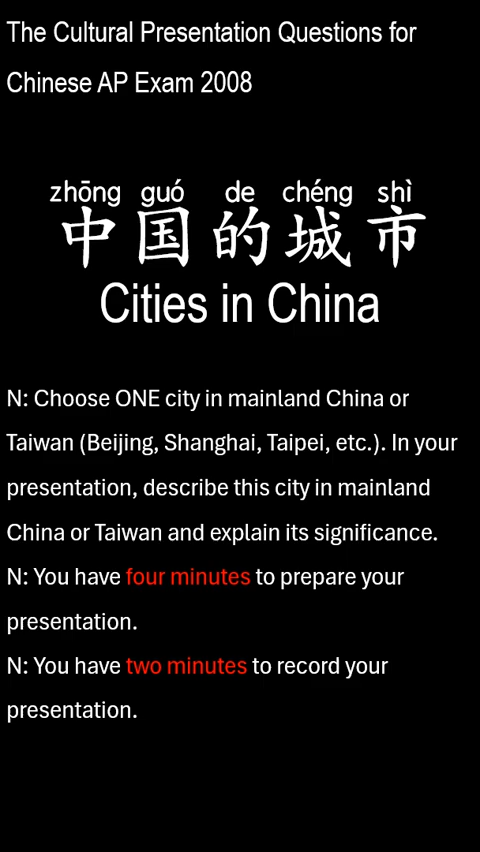 The Cultural Presentation Questions for
Chinese AP Exam 2008
zhōng guó de chéng shì
中国的城市
Cities in China
N: Choose ONE city in mainland China or
Taiwan (Beijing, Shanghai, Taipei, etc.). In your
presentation, describe this city in mainland
China or Taiwan and explain its significance.
N: You have four minutes to prepare your
presentation.
N: You have two minutes to record your
presentation.